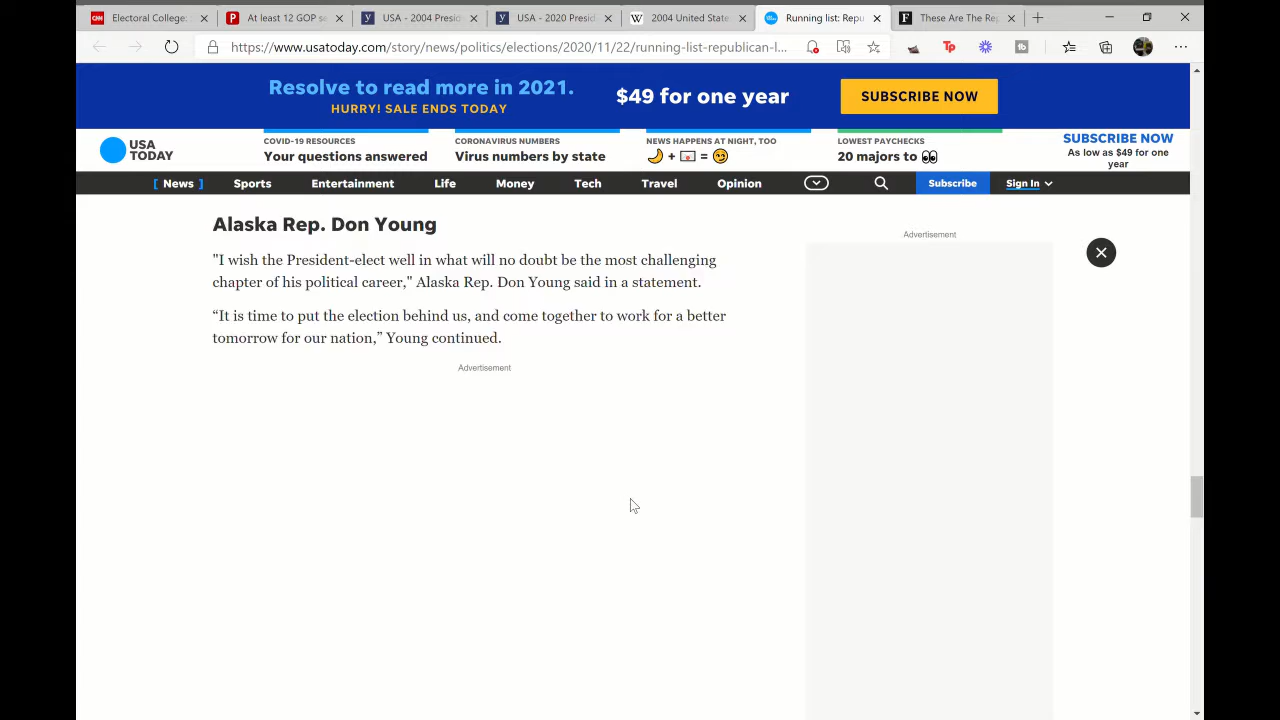 Electoral College:
At least 12 GOP s
USA - 2004 Presid
USA - 2020 Presid
2004 United State
Running list: Repu
These Are The Rep
https://www.usatoday.com/story/news/politics/elections/2020/11/22/running-list-republican-l...
Resolve to read more in 2021.
HURRY! SALE ENDS TODAY
$49 for one year
SUBSCRIBE NOW
USA
TODAY
COVID-19 RESOURCES
Your questions answered
CORONAVIRUS NUMBERS
Virus numbers by state
NEWS HAPPENS AT NIGHT, TOO
🌙 + 💌 = 😊
LOWEST PAYCHECKS
20 majors to 👀
SUBSCRIBE NOW
As low as $49 for one
year
[ News ] Sports Entertainment Life Money Tech Travel Opinion Subscribe Sign In
Alaska Rep. Don Young
"I wish the President-elect well in what will no doubt be the most challenging
chapter of his political career," Alaska Rep. Don Young said in a statement.
“It is time to put the election behind us, and come together to work for a better
tomorrow for our nation,” Young continued.
Advertisement
Advertisement